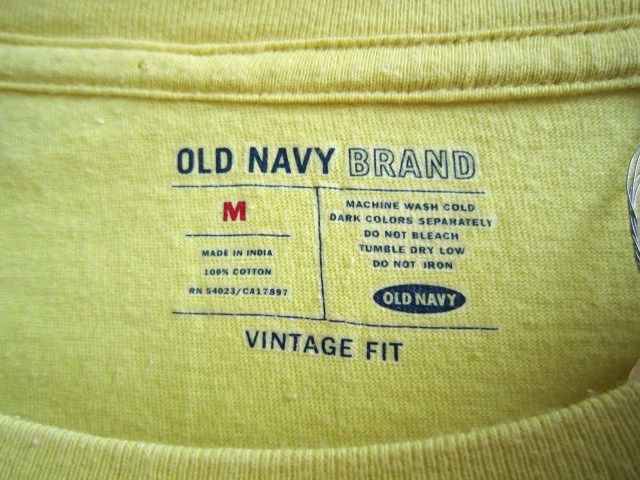 OLD NAVY BRAND
M
MADE IN INDIA
100% COTTON
RN 54023/CA17897
MACHINE WASH COLD
DARK COLORS SEPARATELY
DO NOT BLEACH
TUMBLE DRY LOW
DO NOT IRON
OLD NAVY
VINTAGE FIT